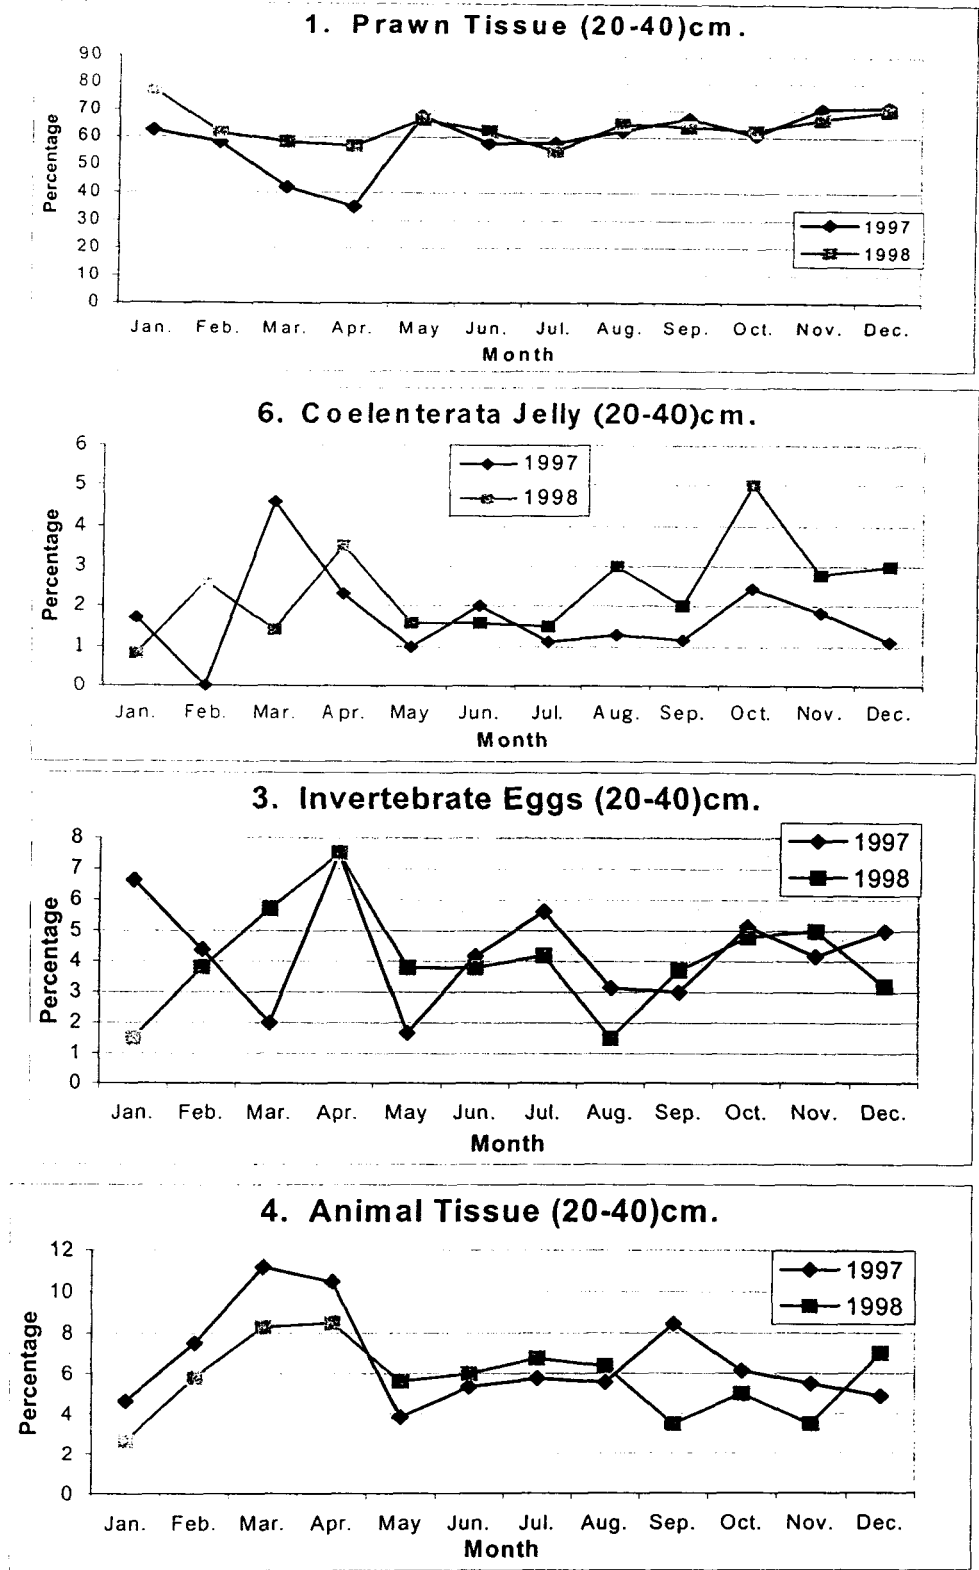 1. Prawn Tissue (20-40)cm.
Percentage
90
80
70
60
50
40
30
20
10
0
1997
1998
Jan. Feb. Mar. Apr. May Jun. Jul. Aug. Sep. Oct. Nov. Dec.
Month
6. Coelenterata Jelly (20-40)cm.
Percentage
6
5
4
3
2
1
0
1997
1998
Jan. Feb. Mar. Apr. May Jun. Jul. Aug. Sep. Oct. Nov. Dec.
Month
3. Invertebrate Eggs (20-40)cm.
Percentage
8
7
6
5
4
3
2
1
0
1997
1998
Jan. Feb. Mar. Apr. May Jun. Jul. Aug. Sep. Oct. Nov. Dec.
Month
4. Animal Tissue (20-40)cm.
Percentage
12
10
8
6
4
2
0
1997
1998
Jan. Feb. Mar. Apr. May Jun. Jul. Aug. Sep. Oct. Nov. Dec.
Month